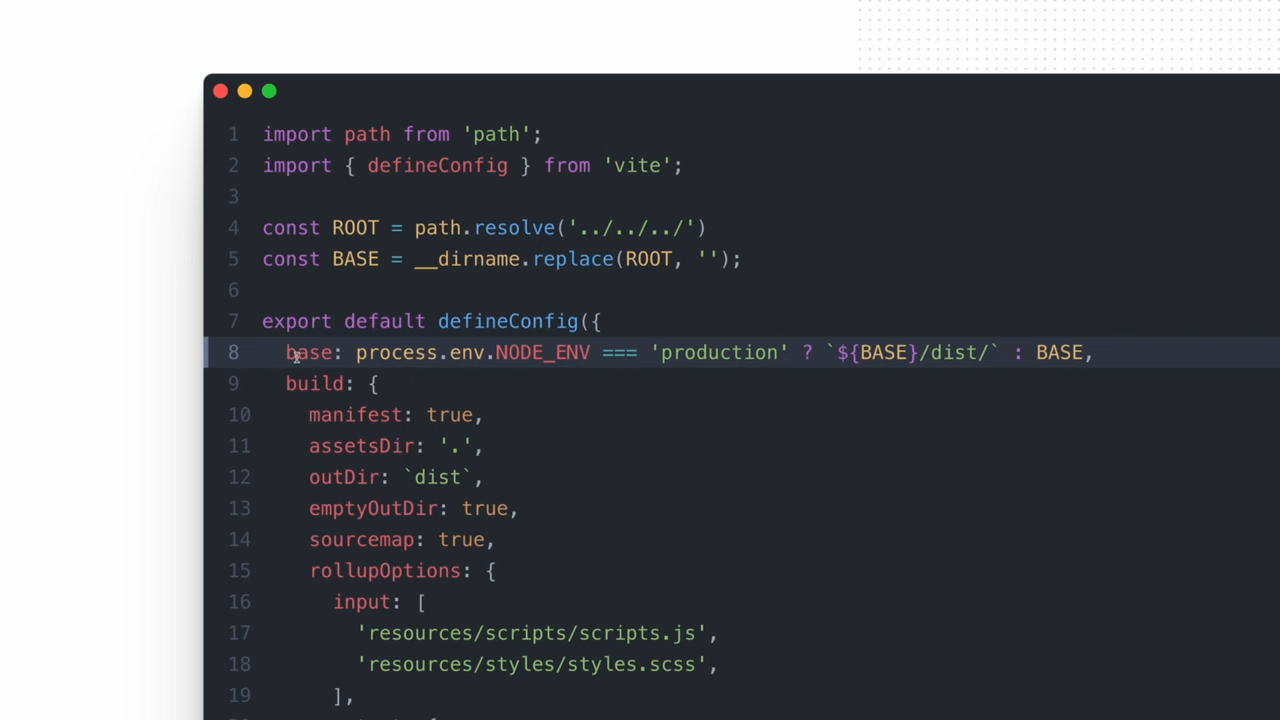 1 import path from 'path';
2 import { defineConfig } from 'vite';
3
4 const ROOT = path.resolve('../../../')
5 const BASE = __dirname.replace(ROOT, '');
6
7 export default defineConfig({
8 base: process.env.NODE_ENV === 'production' ? `${BASE}/dist/` : BASE,
9 build: {
10 manifest: true,
11 assetsDir: '.',
12 outDir: `dist`,
13 emptyOutDir: true,
14 sourcemap: true,
15 rollupOptions: {
16 input: [
17 'resources/scripts/scripts.js',
18 'resources/styles/styles.scss',
19 ],